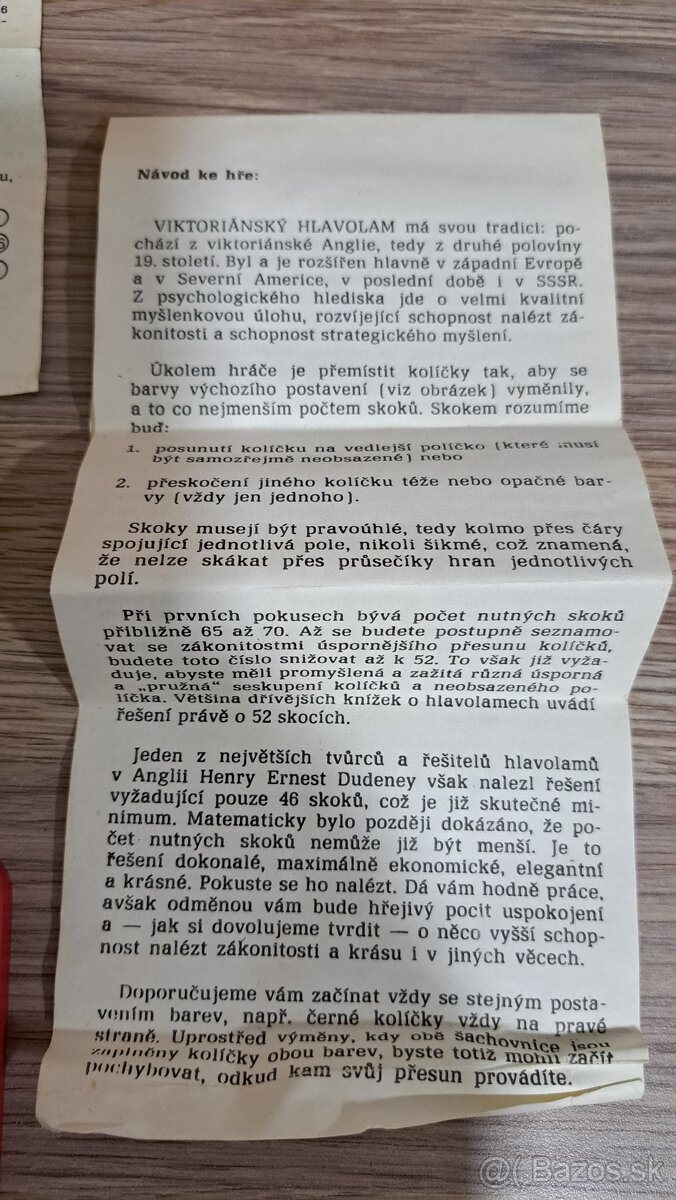 6
u,
6
Návod ke hře:
VIKTORIÁNSKÝ HLAVOLAM má svou tradici: po-
chází z viktoriánské Anglie, tedy z druhé poloviny
19. století. Byl a je rozšířen hlavně v západní Evropě
a v Severní Americe, v poslední době i v SSSR.
Z psychologického hlediska jde o velmi kvalitní
myšlenkovou úlohu, rozvíjející schopnost nalézt zá-
konitosti a schopnost strategického myšlení.
Úkolem hráče je přemístit kolíčky tak, aby se
barvy výchozího postavení (viz obrázek) vyměnily,
a to co nejmenším počtem skoků. Skokem rozumíme
buď:
1. posunutí kolíčku na vedlejší políčko (které musí
být samozřejmě neobsazené) nebo
2. přeskočení jiného kolíčku téže nebo opačné bar-
vy (vždy jen jednoho).
Skoky musejí být pravoúhlé, tedy kolmo přes čáry
spojující jednotlivá pole, nikoli šikmé, což znamená,
že nelze skákat přes průsečíky hran jednotlivých
polí.
Při prvních pokusech bývá počet nutných skoků
přibližně 65 až 70. Až se budete postupně seznamo-
vat se zákonitostmi úspornějšího přesunu kolíčků,
budete toto číslo snižovat až k 52. To však již vyža-
duje, abyste měli promyšlená a zažitá různá úsporná
a „pružná“ seskupení kolíčků a neobsazeného po-
líčka. Většina dřívějších knížek o hlavolamech uvádí
řešení právě o 52 skocích.
Jeden z největších tvůrců a řešitelů hlavolamů
v Anglii Henry Ernest Dudeney však nalezl řešení
vyžadující pouze 46 skoků, což je již skutečné mi-
nimum. Matematicky bylo později dokázáno, že po-
čet nutných skoků nemůže již být menší. Je to
řešení dokonalé, maximálně ekonomické, elegantní
a krásné. Pokuste se ho nalézt. Dá vám hodně práce,
avšak odměnou vám bude hřejivý pocit uspokojení
a — jak si dovolujeme tvrdit — o něco vyšší schop-
nost nalézt zákonitosti a krásu i v jiných věcech.
Doporučujeme vám začínat vždy se stejným posta-
vením barev, např. černé kolíčky vždy na pravé
straně. Uprostřed výměny, kdy obě šachovnice jsou
zaplněny kolíčky obou barev, byste totiž mohli začít
pochybovat, odkud kam svůj přesun provádíte.
@( Bazos.sk